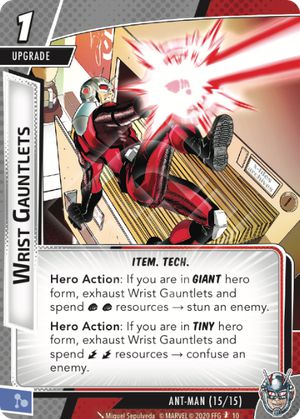 1
UPGRADE
WRIST GAUNTLETS
ITEM. TECH.
Hero Action: If you are in GIANT hero
form, exhaust Wrist Gauntlets and
spend resources → stun an enemy.
Hero Action: If you are in TINY hero
form, exhaust Wrist Gauntlets and
spend resources → confuse an
enemy.
ANT-MAN (15/15)
Miguel Sepulveda © MARVEL © 2020 FFG 10